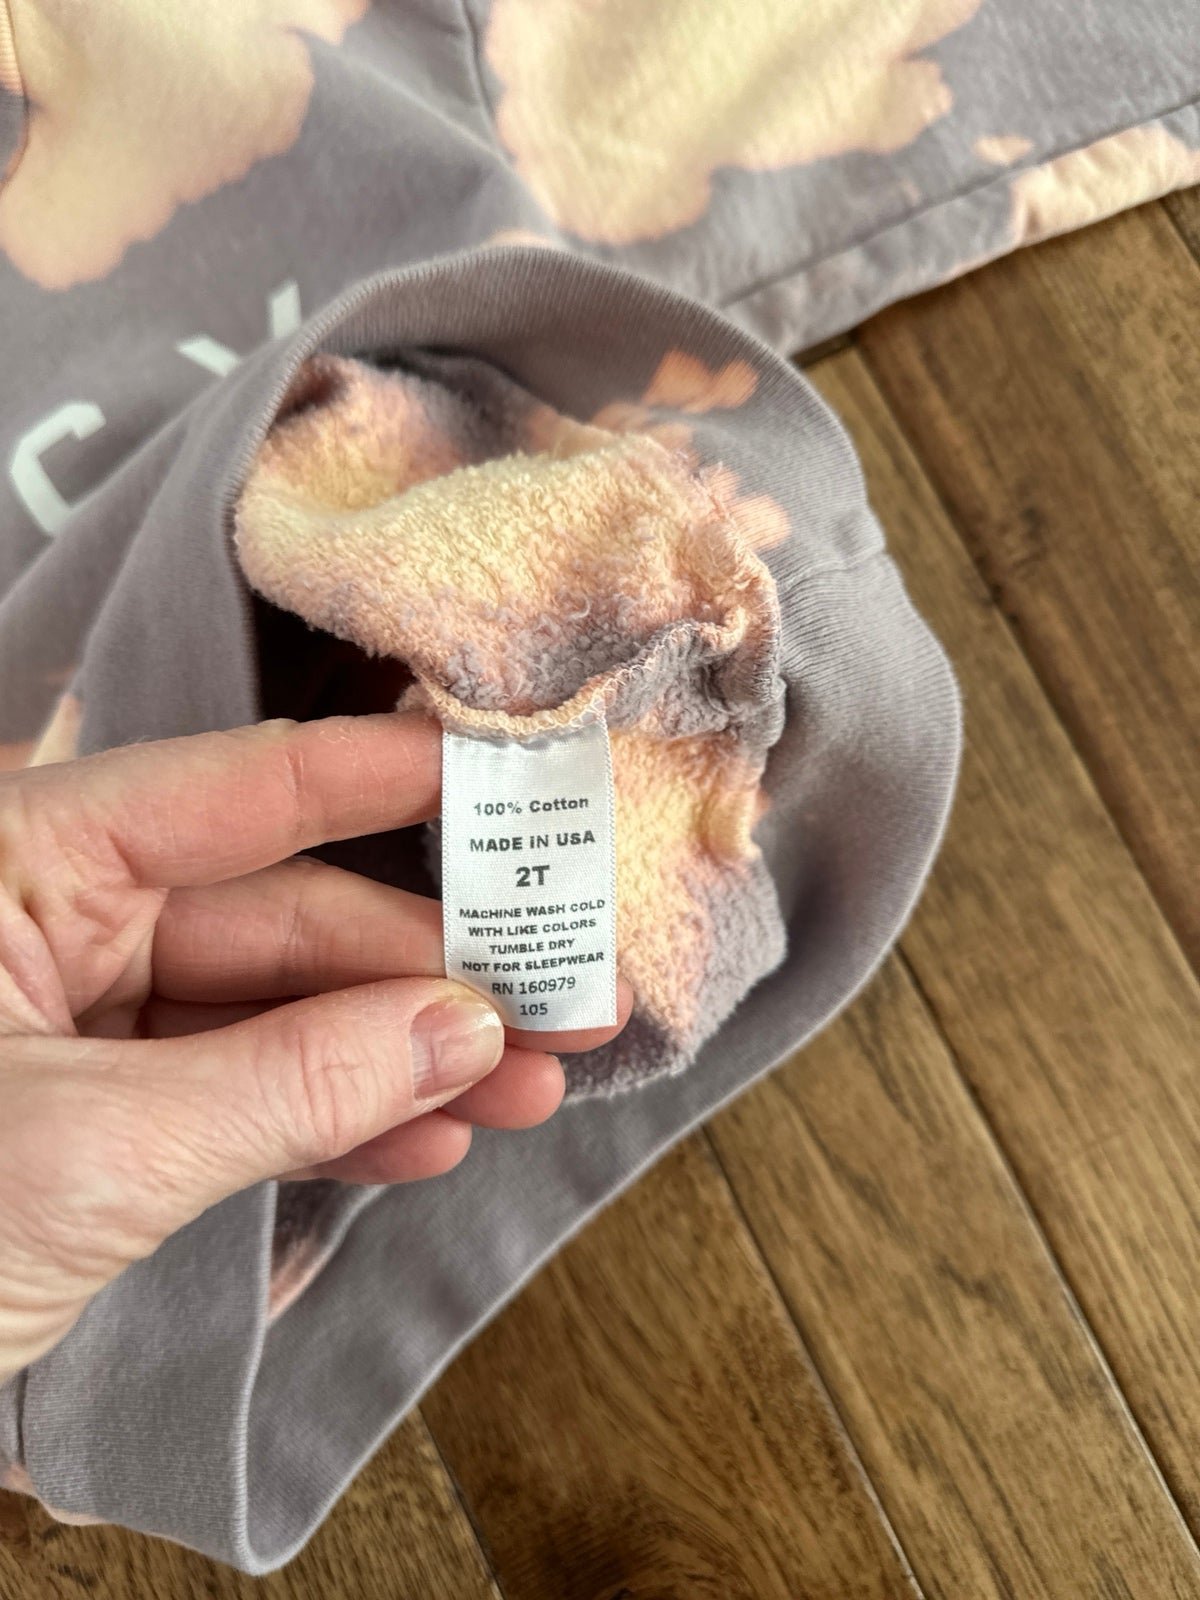 C Y
100% Cotton
MADE IN USA
2T
MACHINE WASH COLD
WITH LIKE COLORS
TUMBLE DRY
NOT FOR SLEEPWEAR
RN 160979
105